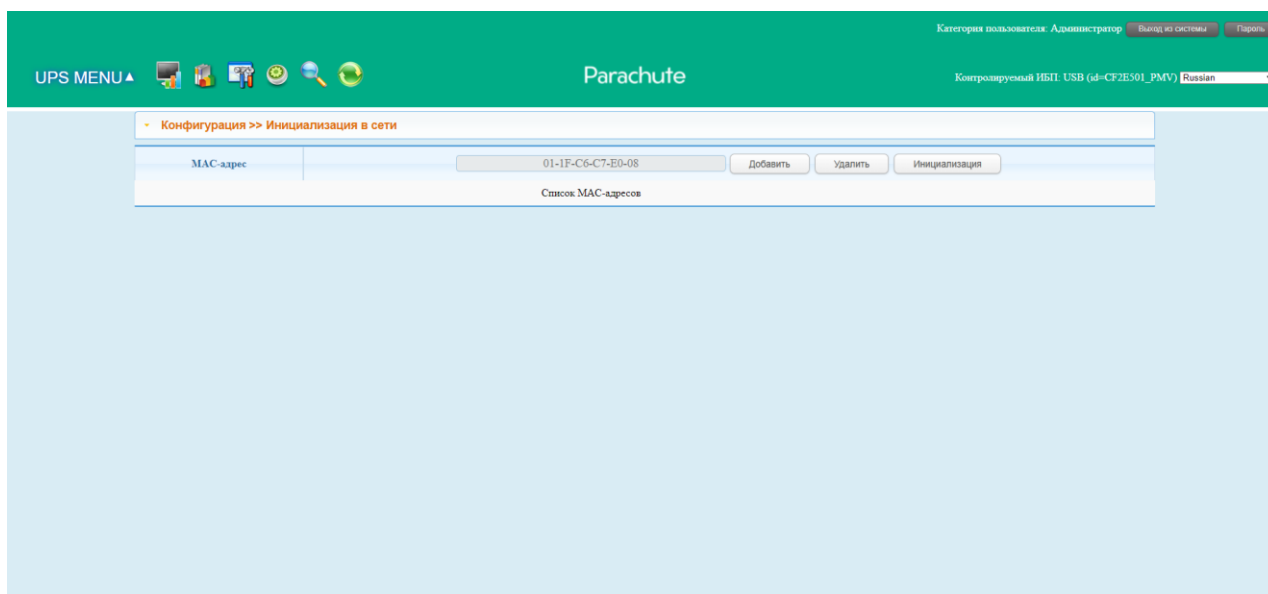 Категория пользователя: Администратор Выход из системы Пароль
UPS MENU▲ Parachute Контролируемый ИБП: USB (id=CF2E501_PMV) Russian
Конфигурация >> Инициализация в сети
MAC-адрес 01-1F-C6-C7-E0-08 Добавить Удалить Инициализация
Список MAC-адресов